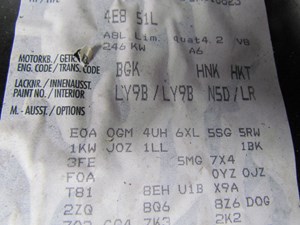 4E8 51L
A8L Lim. quat4.2 V8
246 KW A6
MOTORKB./GETR.
ENG. CODE / TRANS. CODE
BGK HNK HKT
LACKNR./ INNENAUSST.
PAINT NO. / INTERIOR
LY9B/LY9B N5D/LR
M. - AUSST. / OPTIONS
E0A 0GM 4UH 6XL 5SG 5RW
1KW J0Z 1LL 1BK
3FE 5MG 7X4
F0A 0YZ 0JZ
T81 8EH U1B X9A
2ZQ BQ6 8Z6 D0G
7K3 2K2